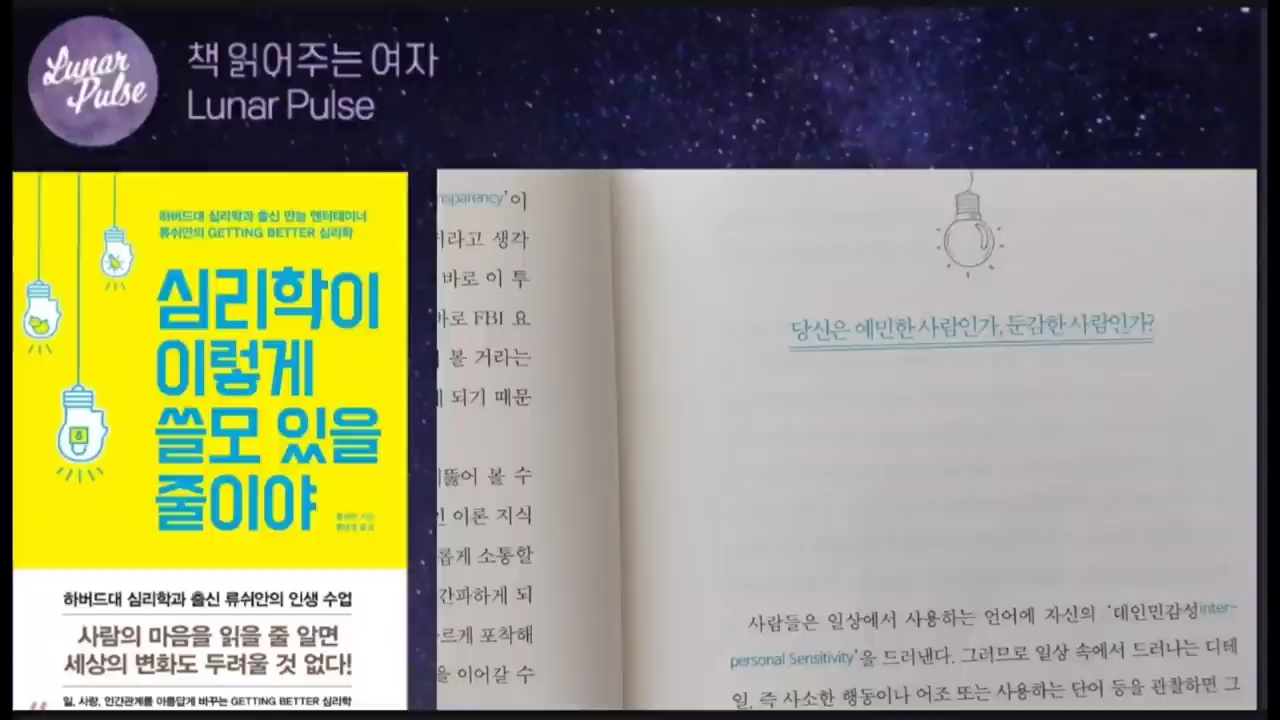 Lunar
Pulse
책 읽어주는 여자
Lunar Pulse
하버드대 심리학과 출신 만능 엔터테이너
류쉬안의 GETTING BETTER 심리학
심리학이
이렇게
쓸모 있을
줄이야
하버드대 심리학과 출신 류쉬안의 인생 수업
사람의 마음을 읽을 줄 알면
세상의 변화도 두려울 것 없다!
일, 사랑, 인간관계를 아름답게 바꾸는 GETTING BETTER 심리학
nsparency’이
라고 생각
바로 이 투
바로 FBI 요
볼 거라는
되기 때문
뚫어 볼 수
이론 지식
롭게 소통할
간파하게 되
르게 포착해
을 이어갈 수
당신은 예민한 사람인가, 둔감한 사람인가?
사람들은 일상에서 사용하는 언어에 자신의 ‘대인민감성inter-
personal Sensitivity’을 드러낸다. 그러므로 일상 속에서 드러나는 디테
일, 즉 사소한 행동이나 어조 또는 사용하는 단어 등을 관찰하면 그